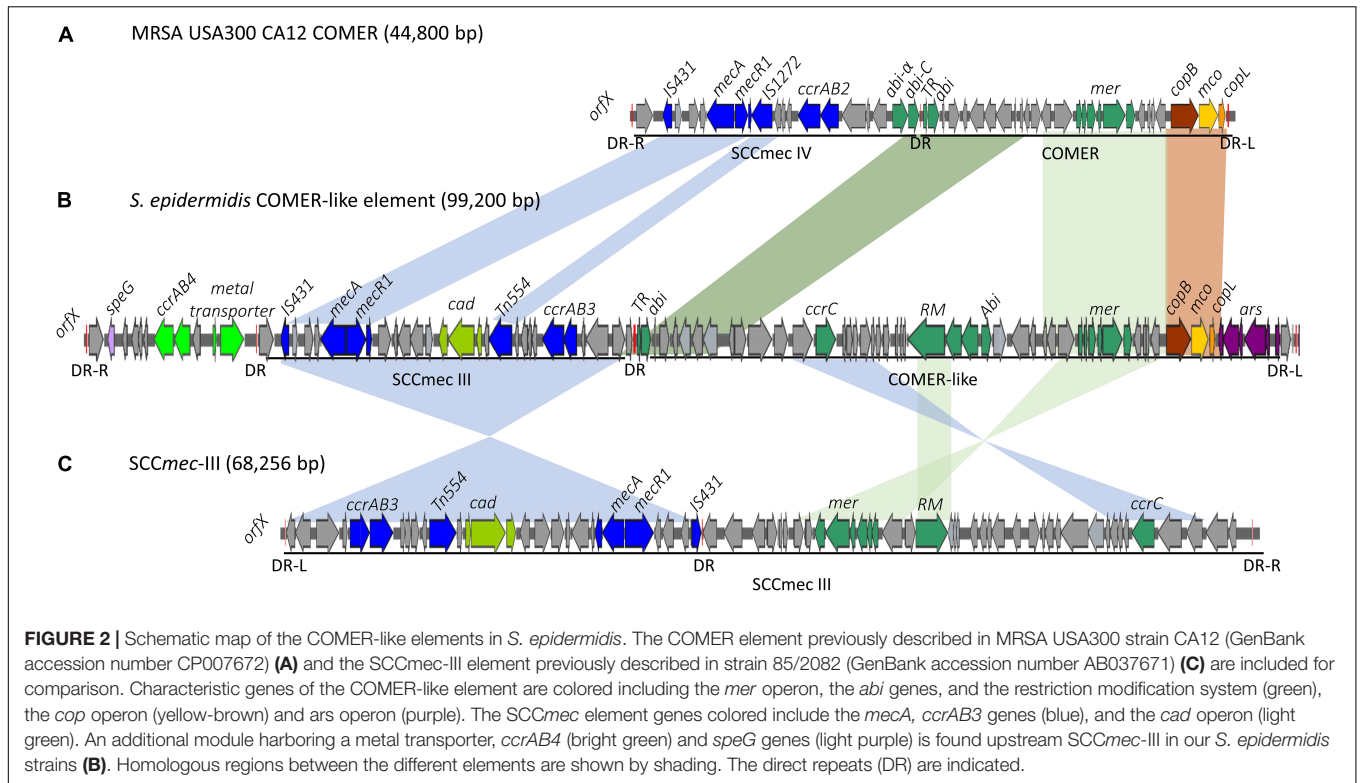 A MRSA USA300 CA12 COMER (44,800 bp)
orfX IS431 mecA mecR1 IS1272 ccrAB2 abi-α abi-C TR abi mer copB mco copL
DR-R SCCmec IV DR COMER DR-L
B S. epidermidis COMER-like element (99,200 bp)
orfX speG ccrAB4 metal transporter IS431 mecA mecR1 cad Tn554 ccrAB3 TR abi ccrC RM Abi mer copB mco copL ars
DR-R DR SCCmec III DR COMER-like DR-L
C SCCmec-III (68,256 bp)
orfX ccrAB3 Tn554 cad mecA mecR1 IS431 mer RM ccrC
DR-L DR DR-R
SCCmec III
FIGURE 2 | Schematic map of the COMER-like elements in S. epidermidis. The COMER element previously described in MRSA USA300 strain CA12 (GenBank
accession number CP007672) (A) and the SCCmec-III element previously described in strain 85/2082 (GenBank accession number AB037671) (C) are included for
comparison. Characteristic genes of the COMER-like element are colored including the mer operon, the abi genes, and the restriction modification system (green),
the cop operon (yellow-brown) and ars operon (purple). The SCCmec element genes colored include the mecA, ccrAB3 genes (blue), and the cad operon (light
green). An additional module harboring a metal transporter, ccrAB4 (bright green) and speG genes (light purple) is found upstream SCCmec-III in our S. epidermidis
strains (B). Homologous regions between the different elements are shown by shading. The direct repeats (DR) are indicated.